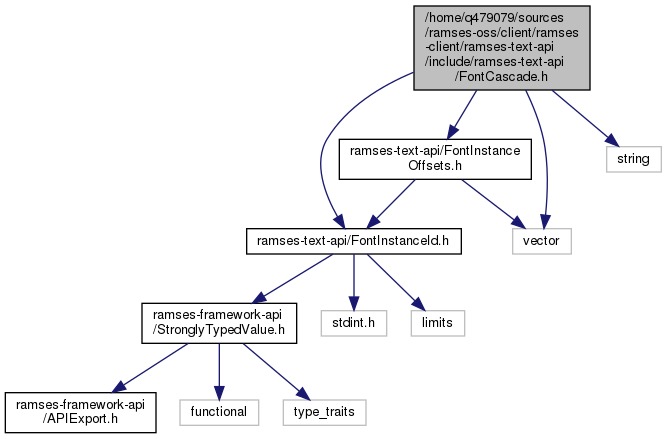 /home/q479079/sources
/ramses-oss/client/ramses
-client/ramses-text-api
/include/ramses-text-api
/FontCascade.h
ramses-text-api/FontInstance
Offsets.h
string
ramses-text-api/FontInstanceId.h
vector
ramses-framework-api
/StronglyTypedValue.h
stdint.h
limits
ramses-framework-api
/APIExport.h
functional
type_traits